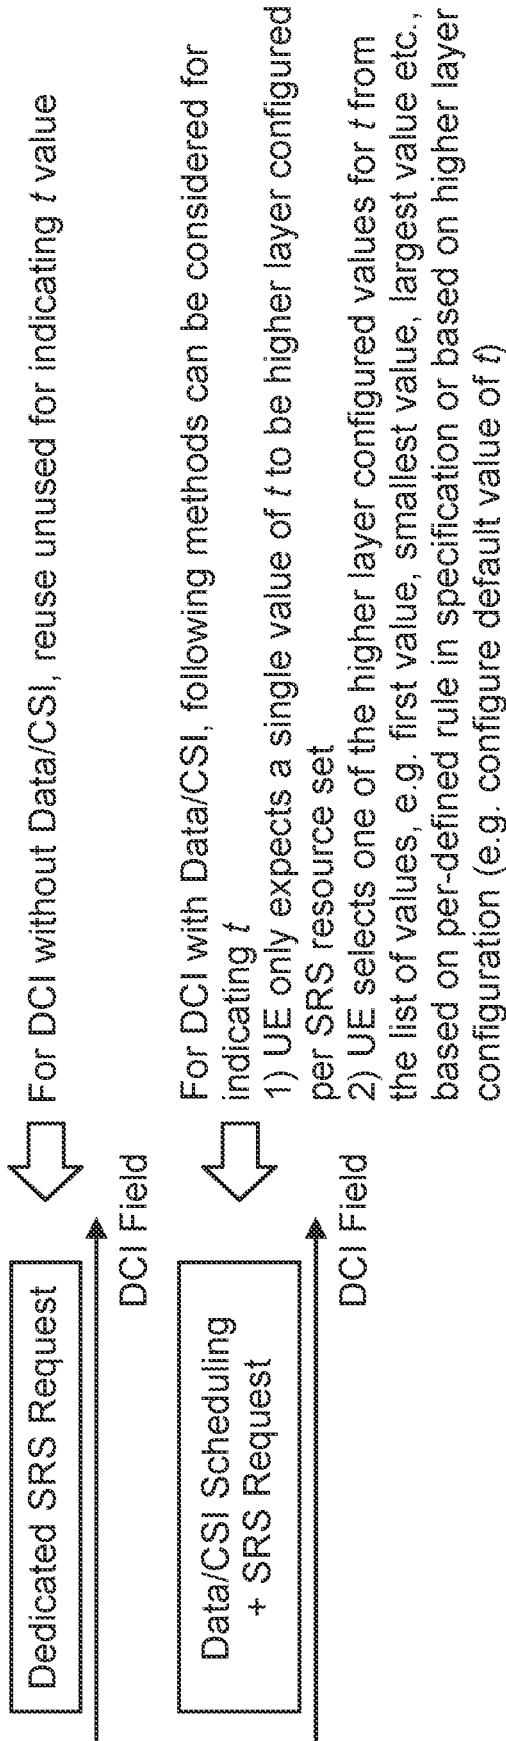 Dedicated SRS Request
DCI Field
For DCI without Data/CSI, reuse unused for indicating t value
Data/CSI Scheduling
+ SRS Request
DCI Field
For DCI with Data/CSI, following methods can be considered for
indicating t
1) UE only expects a single value of t to be higher layer configured
per SRS resource set
2) UE selects one of the higher layer configured values for t from
the list of values, e.g. first value, smallest value, largest value etc.,
based on per-defined rule in specification or based on higher layer
configuration (e.g. configure default value of t)